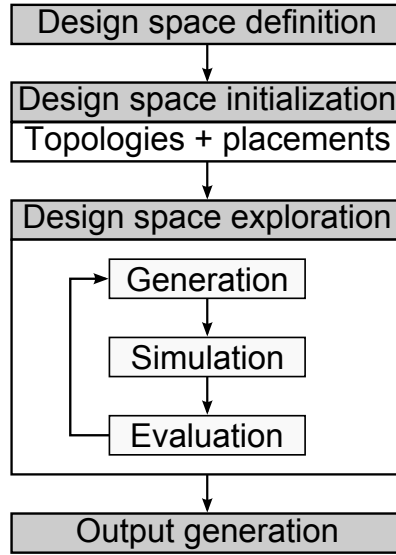 Design space definition
Design space initialization
Topologies + placements
Design space exploration
Generation
Simulation
Evaluation
Output generation